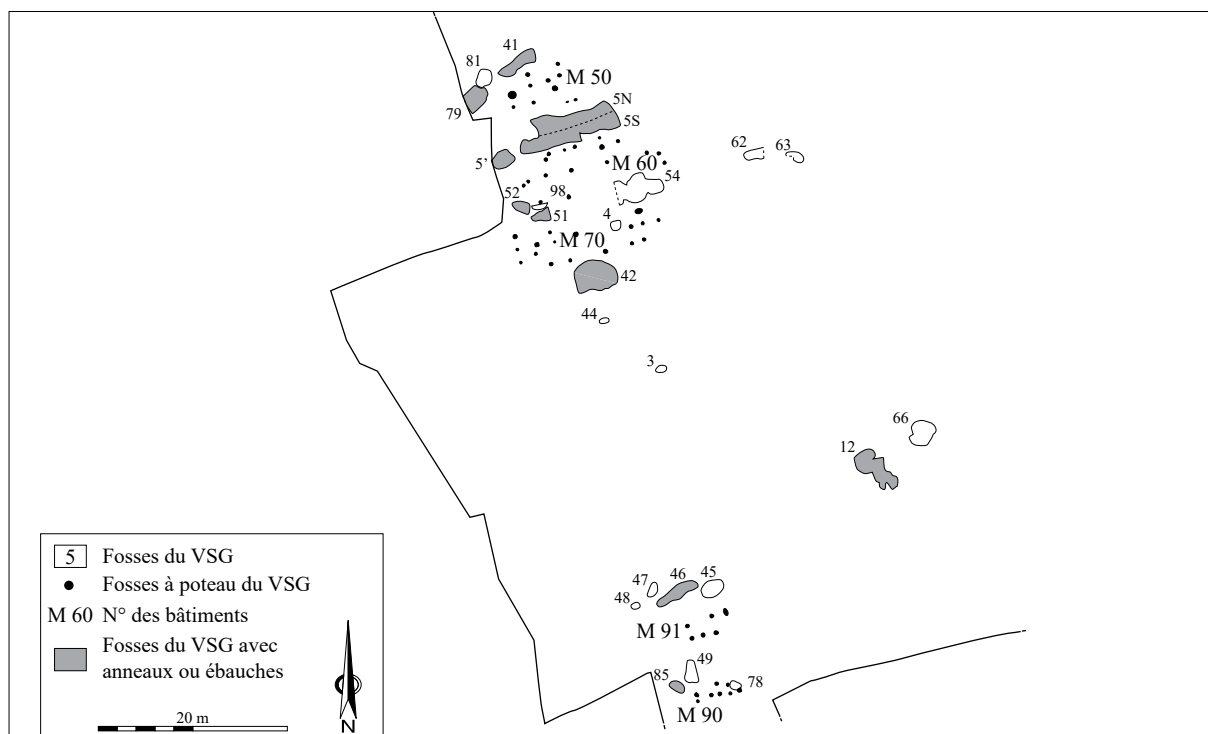 41
81
M 50
79
5N
5S
62
63
5’
M 60
54
52
98
51
4
M 70
42
44
3
66
12
47
46
45
48
M 91
49
85
78
M 90
5 Fosses du VSG
Fosses à poteau du VSG
M 60 N° des bâtiments
Fosses du VSG avec
anneaux ou ébauches
20 m
N